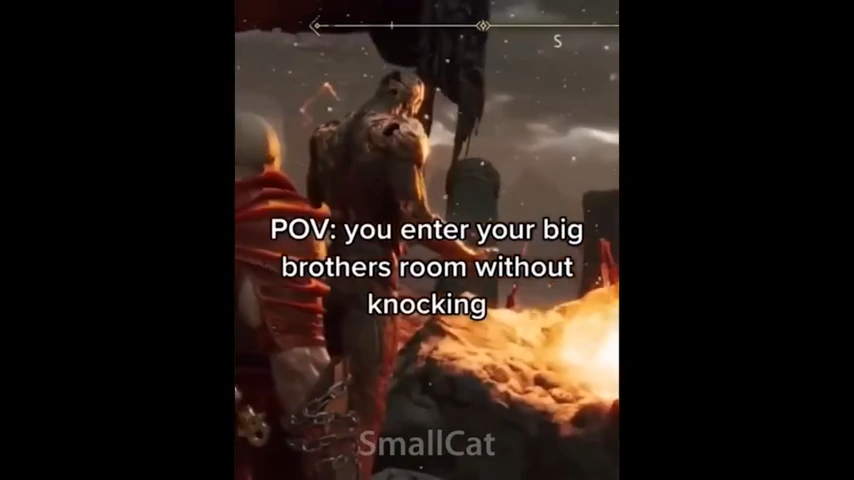 S
POV: you enter your big
brothers room without
knocking
SmallCat